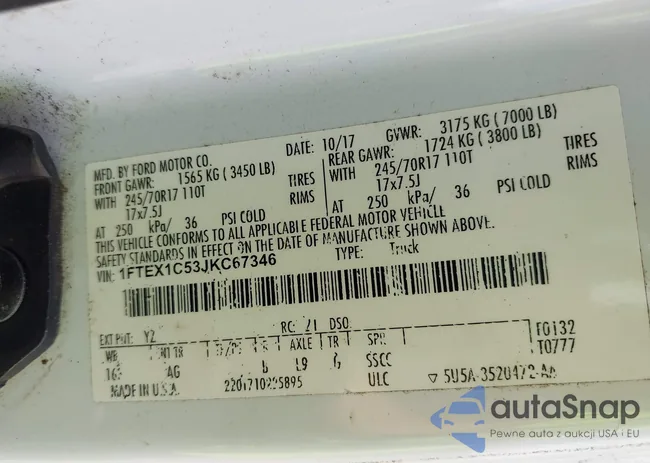 MFD. BY FORD MOTOR CO.
DATE: 10/17 GVWR: 3175 KG (7000 LB)
FRONT GAWR: 1565 KG (3450 LB) REAR GAWR: 1724 KG (3800 LB)
WITH 245/70R17 110T TIRES WITH 245/70R17 110T TIRES
17x7.5J RIMS 17x7.5J RIMS
AT 250 kPa/ 36 PSI COLD AT 250 kPa/ 36 PSI COLD
THIS VEHICLE CONFORMS TO ALL APPLICABLE FEDERAL MOTOR VEHICLE
SAFETY STANDARDS IN EFFECT ON THE DATE OF MANUFACTURE SHOWN ABOVE.
VIN: 1FTEX1C53JKC67346 TYPE: Truck
EXT PNT: Y2 RC: 21 DSO: FG132
WB TR B AXLE TR SPR T0777
AG B L9 SSCC
MADE IN U.S.A. ULC
autaSnap
Pewne auta z aukcji USA i EU